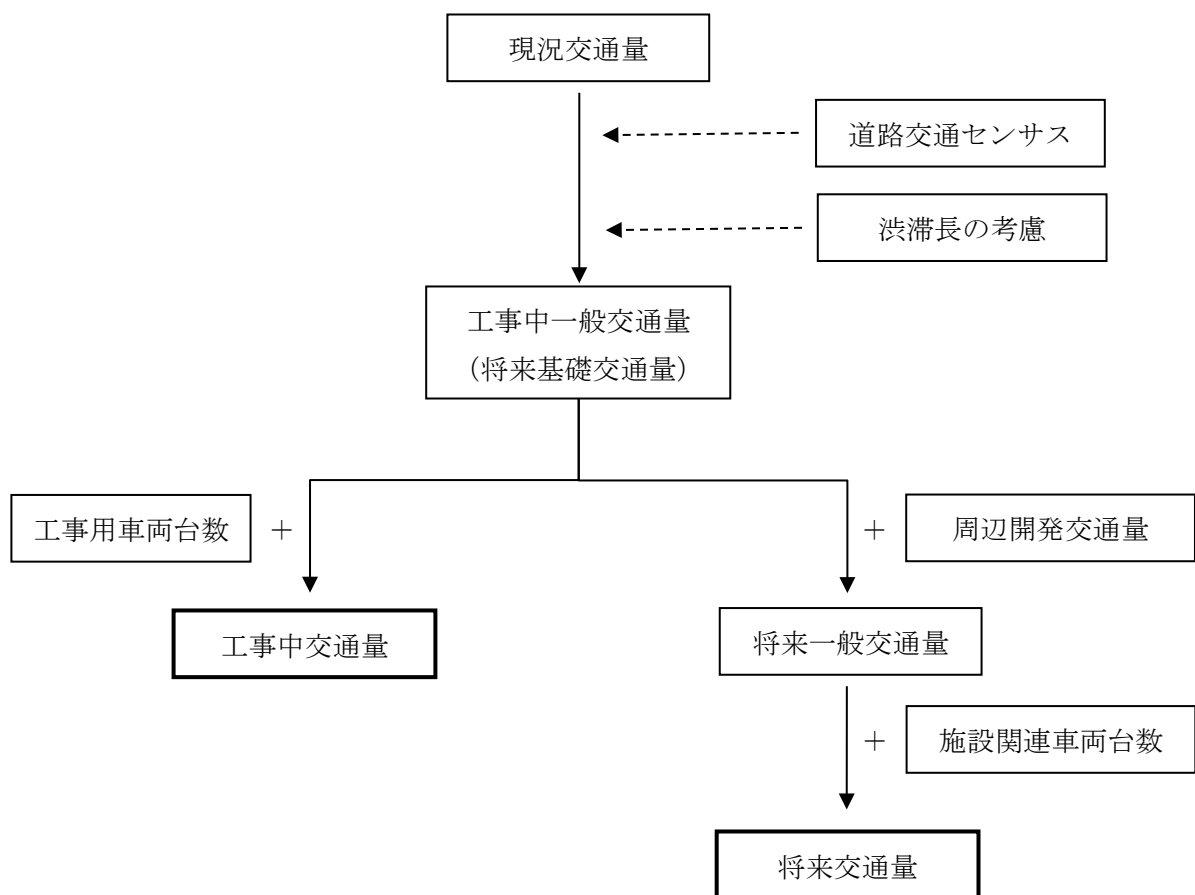 現況交通量
道路交通センサス
渋滞長の考慮
工事中一般交通量
(将来基礎交通量)
工事用車両台数
＋
＋
周辺開発交通量
工事中交通量
将来一般交通量
＋
施設関連車両台数
将来交通量